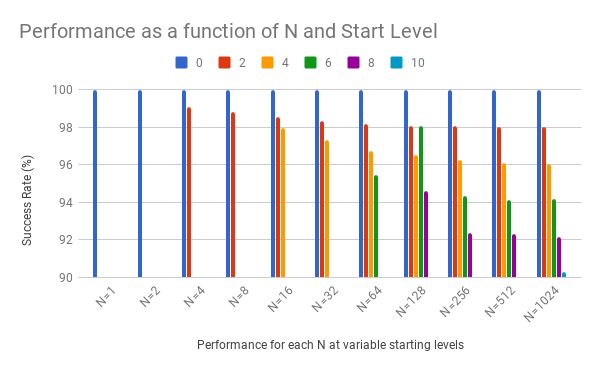 Performance as a function of N and Start Level
0 2 4 6 8 10
100
98
96
94
92
90
Success Rate (%)
N=1 N=2 N=4 N=8 N=16 N=32 N=64 N=128 N=256 N=512 N=1024
Performance for each N at variable starting levels